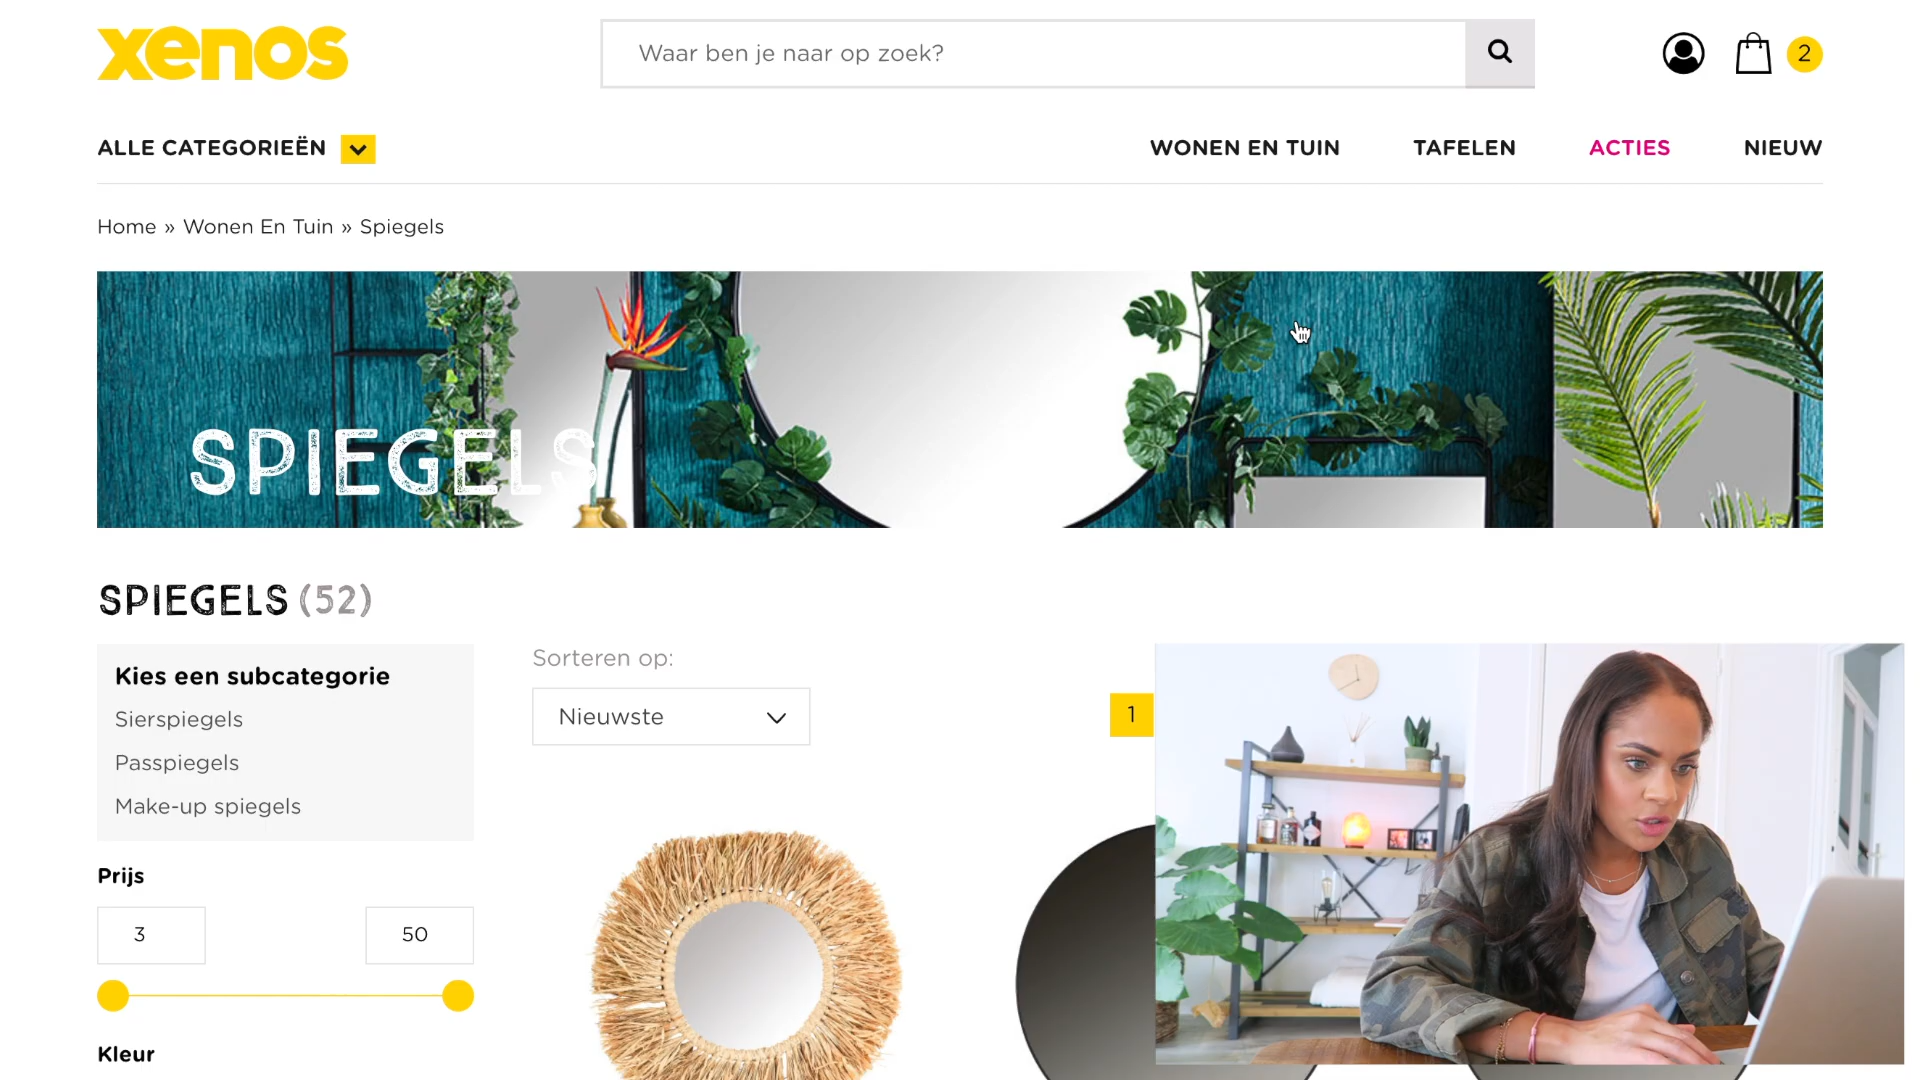 xenos
Waar ben je naar op zoek?
2
ALLE CATEGORIEËN
WONEN EN TUIN
TAFELEN
ACTIES
NIEUW
Home » Wonen En Tuin » Spiegels
SPIEGELS
SPIEGELS (52)
Kies een subcategorie
Sierspiegels
Passpiegels
Make-up spiegels
Sorteren op:
Nieuwste
1
Prijs
3
50
Kleur